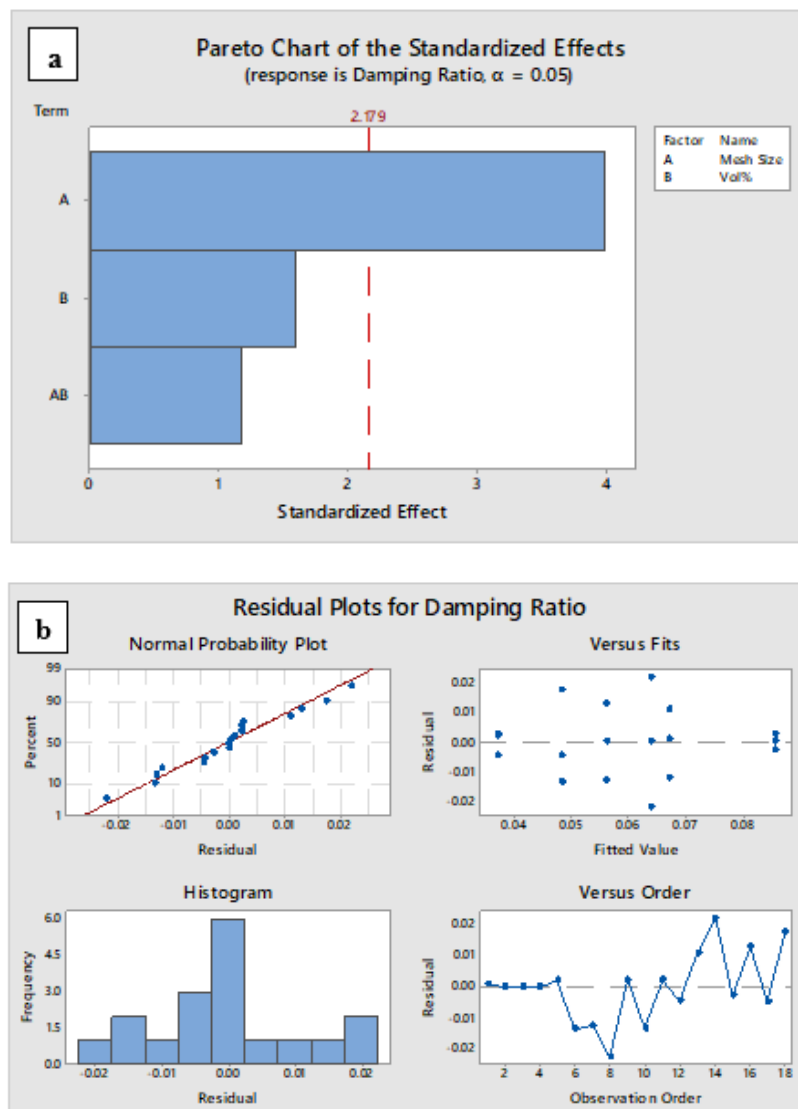 a
Pareto Chart of the Standardized Effects
(response is Damping Ratio, α = 0.05)
Term
2.179
Factor Name
A Mesh Size
B Vol%
A
B
AB
0 1 2 3 4
Standardized Effect
b
Residual Plots for Damping Ratio
Normal Probability Plot
99
90
50
10
1
Percent
-0.02 -0.01 0.00 0.01 0.02
Residual
Versus Fits
0.02
0.01
0.00
-0.01
-0.02
Residual
0.04 0.05 0.06 0.07 0.08
Fitted Value
Histogram
6.0
4.5
3.0
1.5
0.0
Frequency
-0.02 -0.01 0.00 0.01 0.02
Residual
Versus Order
0.02
0.01
0.00
-0.01
-0.02
Residual
2 4 6 8 10 12 14 16 18
Observation Order